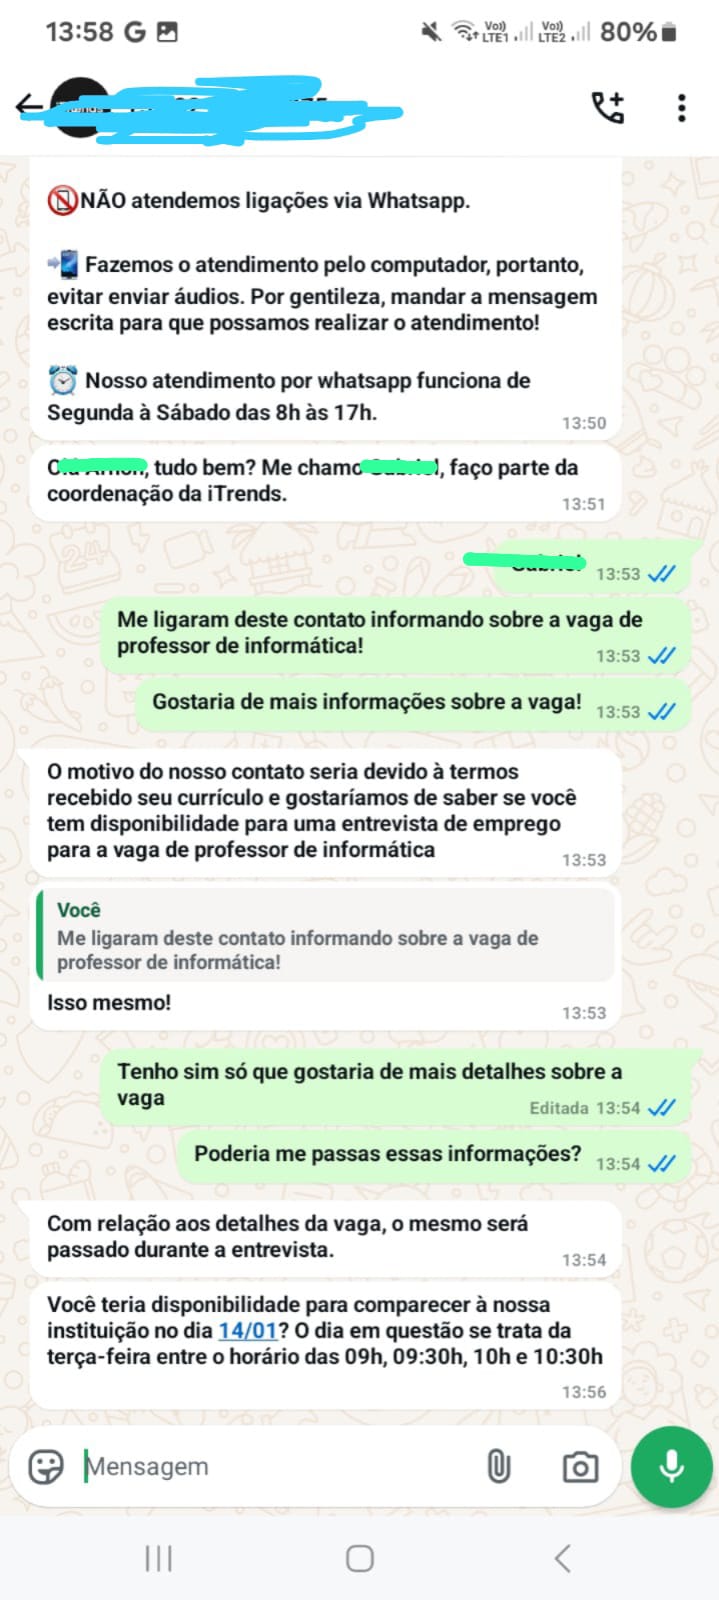 13:58 G
Vo)) LTE1 Vo)) LTE2 80%
NÃO atendemos ligações via Whatsapp.
Fazemos o atendimento pelo computador, portanto,
evitar enviar áudios. Por gentileza, mandar a mensagem
escrita para que possamos realizar o atendimento!
Nosso atendimento por whatsapp funciona de
Segunda à Sábado das 8h às 17h.
13:50
, tudo bem? Me chamo , faço parte da
coordenação da iTrends.
13:51
13:53
Me ligaram deste contato informando sobre a vaga de
professor de informática!
13:53
Gostaria de mais informações sobre a vaga!
13:53
O motivo do nosso contato seria devido à termos
recebido seu currículo e gostaríamos de saber se você
tem disponibilidade para uma entrevista de emprego
para a vaga de professor de informática
13:53
Você
Me ligaram deste contato informando sobre a vaga de
professor de informática!
Isso mesmo!
13:53
Tenho sim só que gostaria de mais detalhes sobre a
vaga
Editada 13:54
Poderia me passas essas informações?
13:54
Com relação aos detalhes da vaga, o mesmo será
passado durante a entrevista.
13:54
Você teria disponibilidade para comparecer à nossa
instituição no dia 14/01? O dia em questão se trata da
terça-feira entre o horário das 09h, 09:30h, 10h e 10:30h
13:56
Mensagem